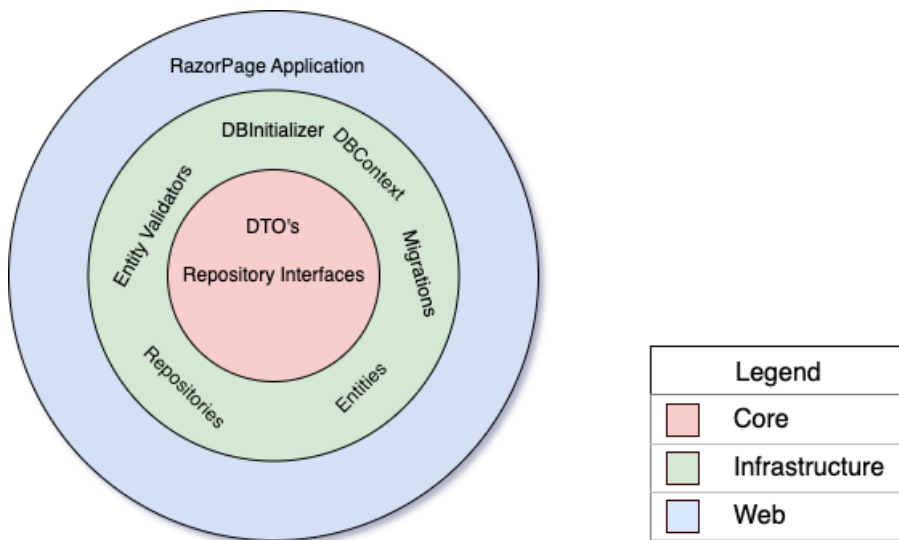 RazorPage Application
DBInitializer
DBContext
Entity Validators
Migrations
DTO's
Repository Interfaces
Repositories
Entities
Legend
Core
Infrastructure
Web